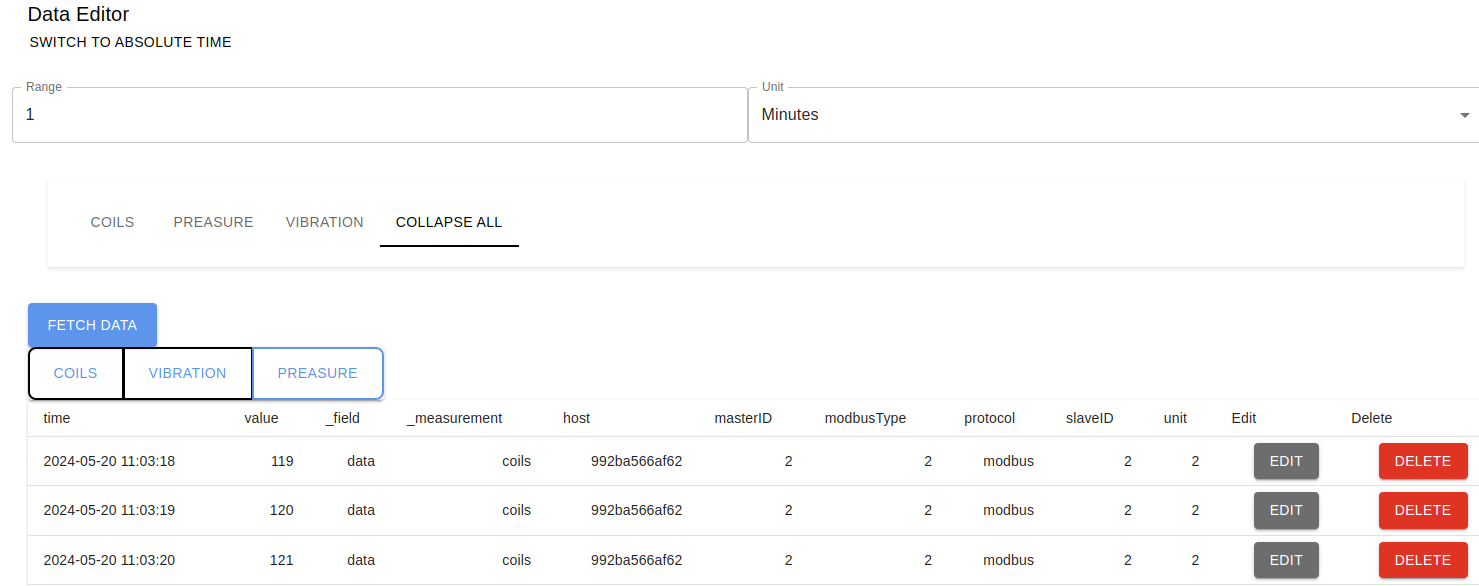 Data Editor
SWITCH TO ABSOLUTE TIME
Range
Unit
1
Minutes
COILS PREASURE VIBRATION COLLAPSE ALL
FETCH DATA
COILS VIBRATION PREASURE
time value _field _measurement host masterID modbusType protocol slaveID unit Edit Delete
2024-05-20 11:03:18 119 data coils 992ba566af62 2 2 modbus 2 2 EDIT DELETE
2024-05-20 11:03:19 120 data coils 992ba566af62 2 2 modbus 2 2 EDIT DELETE
2024-05-20 11:03:20 121 data coils 992ba566af62 2 2 modbus 2 2 EDIT DELETE